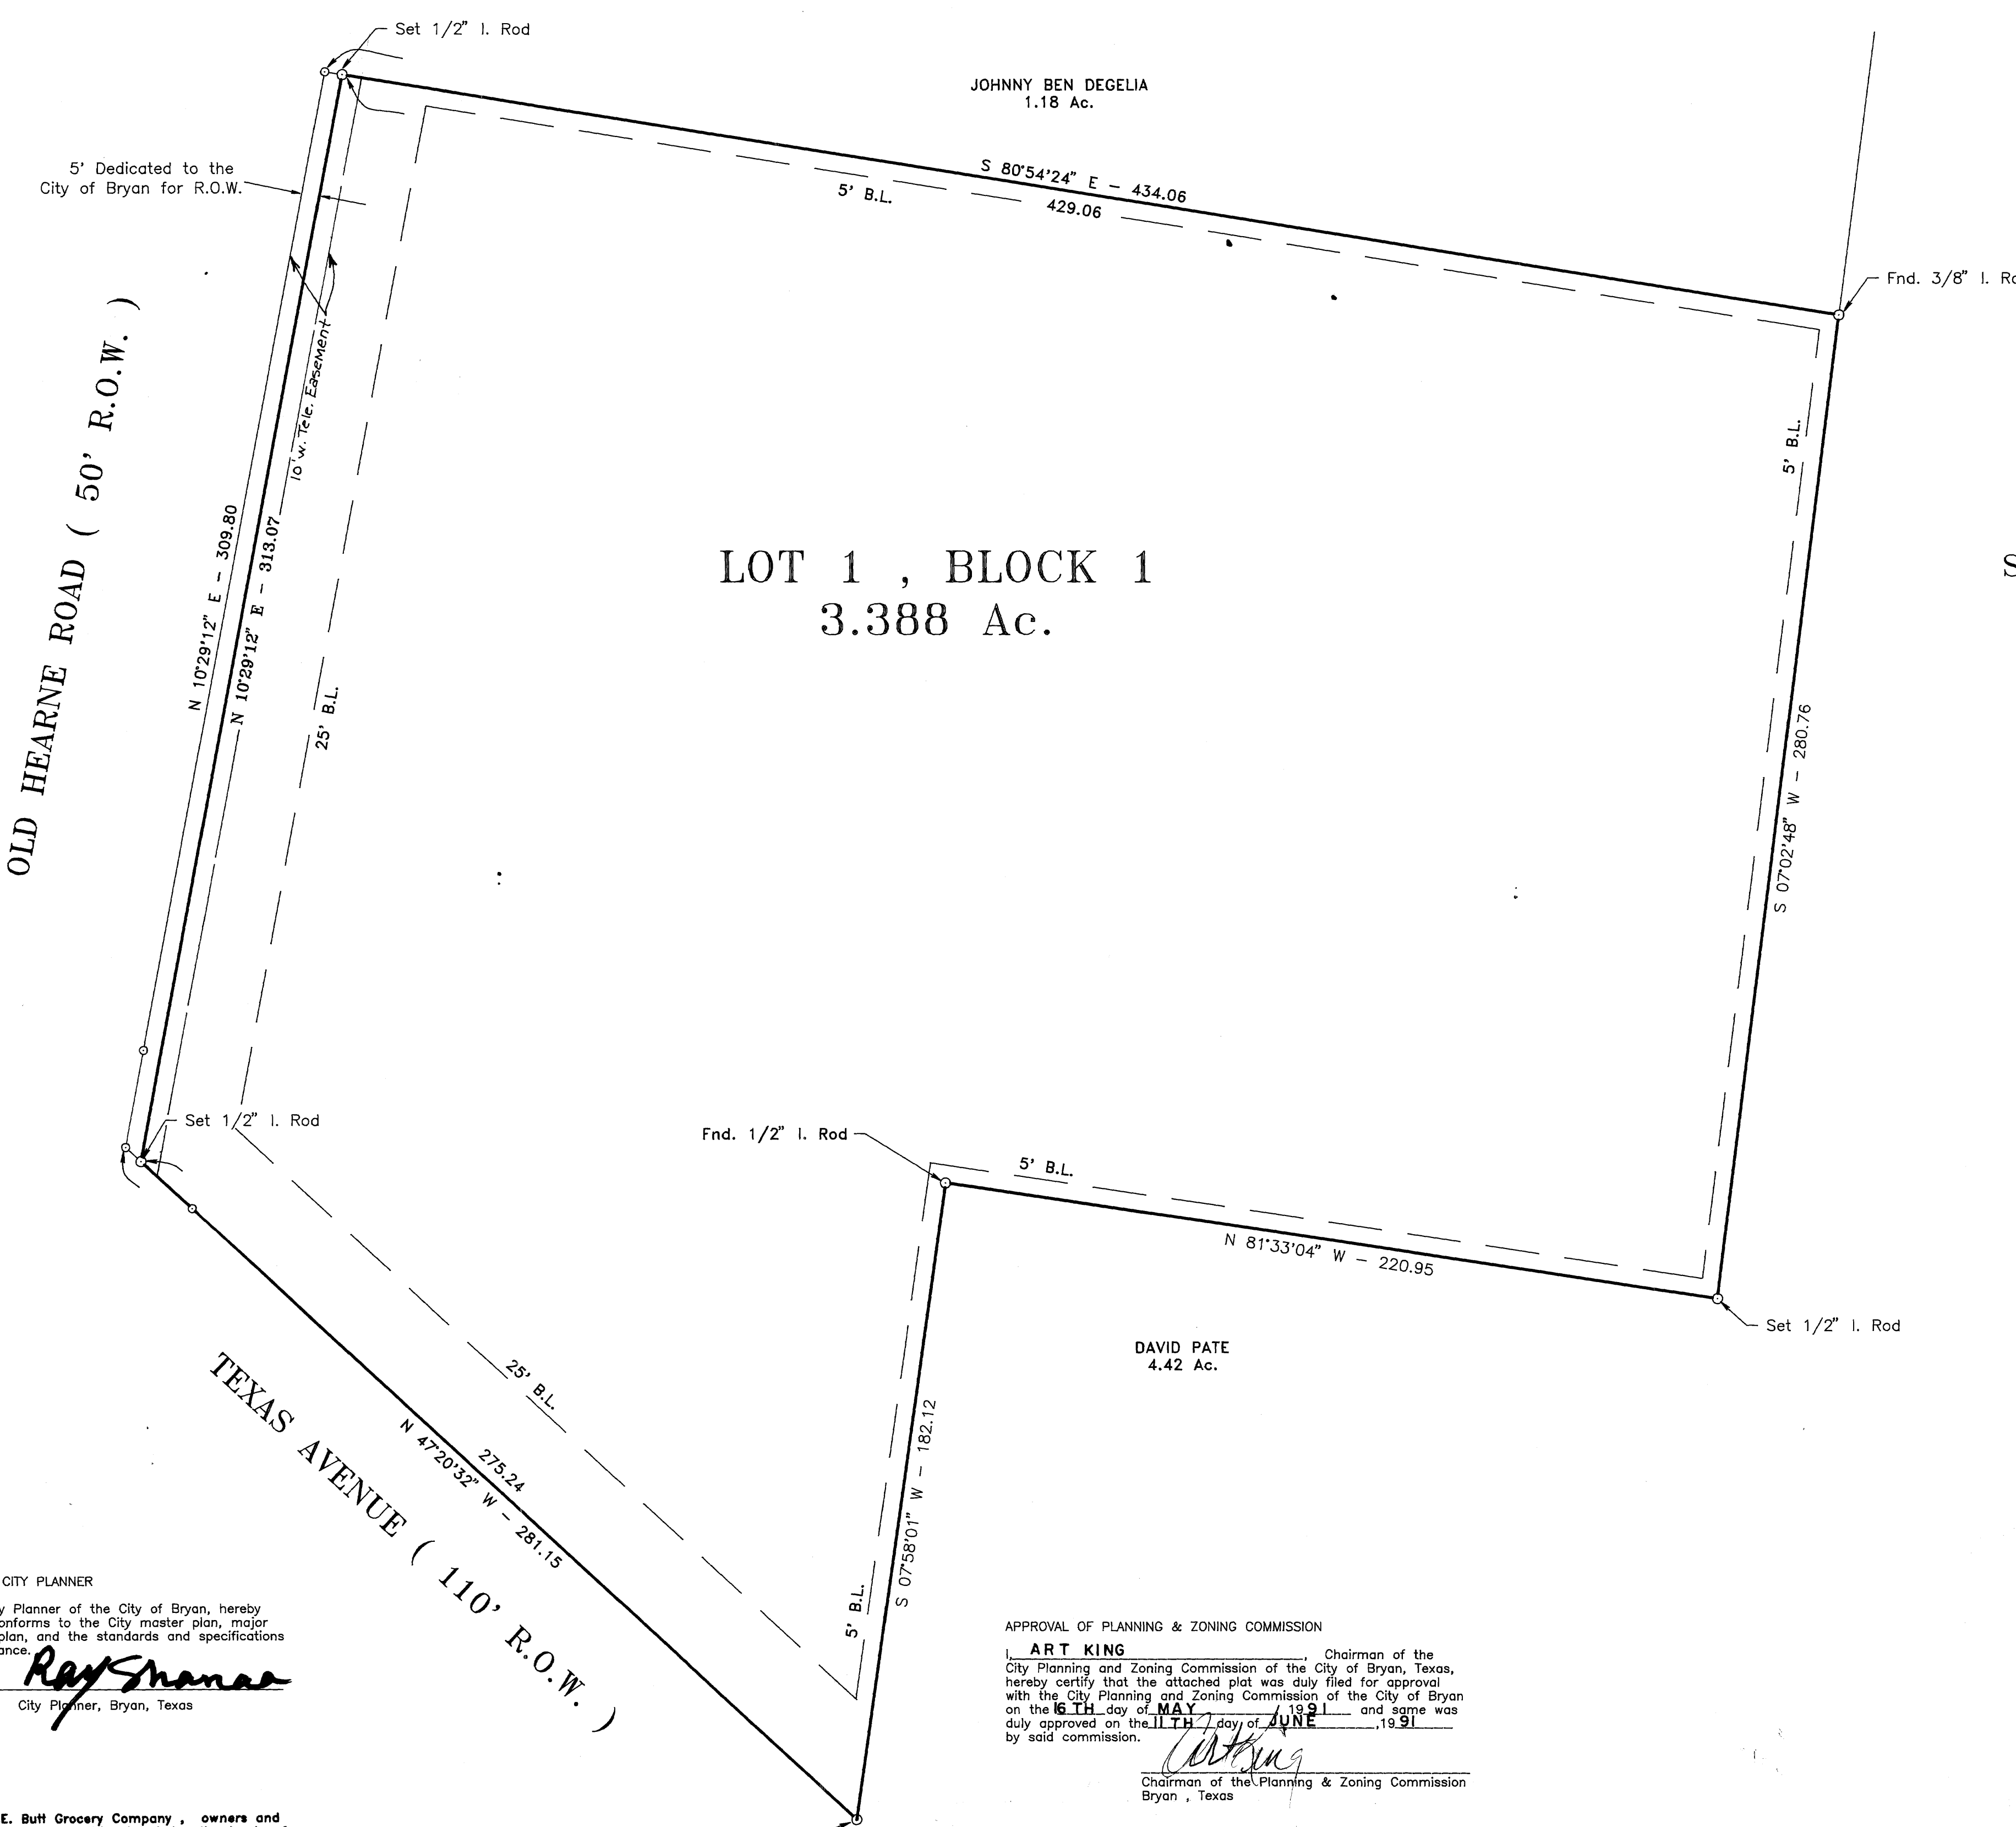 Set 1/2" I. Rod
JOHNNY BEN DEGELIA
1.18 Ac.
5' Dedicated to the
City of Bryan for R.O.W.
S 80°54'24" E - 434.06
5' B.L.
429.06
Fnd. 3/8" I.
OLD HEARNE ROAD ( 50' R.O.W. )
10'w. Tele. Easement
N 10°29'12" E - 309.80
N 10°29'12" E - 313.07
25' B.L.
LOT 1 , BLOCK 1
3.388 Ac.
5' B.L.
S 07°02'48" W - 280.76
Set 1/2" I. Rod
Fnd. 1/2" I. Rod
5' B.L.
N 81°33'04" W - 220.95
Set 1/2" I. Rod
DAVID PATE
4.42 Ac.
25' B.L.
TEXAS AVENUE ( 110' R.O.W. )
275.24
N 47°20'32" W - 281.15
S 07°58'01" W - 182.12
5' B.L.
CITY PLANNER
Planner of the City of Bryan, hereby
conforms to the City master plan, major
plan, and the standards and specifications
Ray Shanaa
City Planner, Bryan, Texas
E. Butt Grocery Company , owners and
APPROVAL OF PLANNING & ZONING COMMISSION
I, ART KING , Chairman of the
City Planning and Zoning Commission of the City of Bryan, Texas,
hereby certify that the attached plat was duly filed for approval
with the City Planning and Zoning Commission of the City of Bryan
on the 16 TH day of MAY , 1991 and same was
duly approved on the 11 TH day of JUNE ,1991
by said commission.
Art King
Chairman of the Planning & Zoning Commission
Bryan , Texas